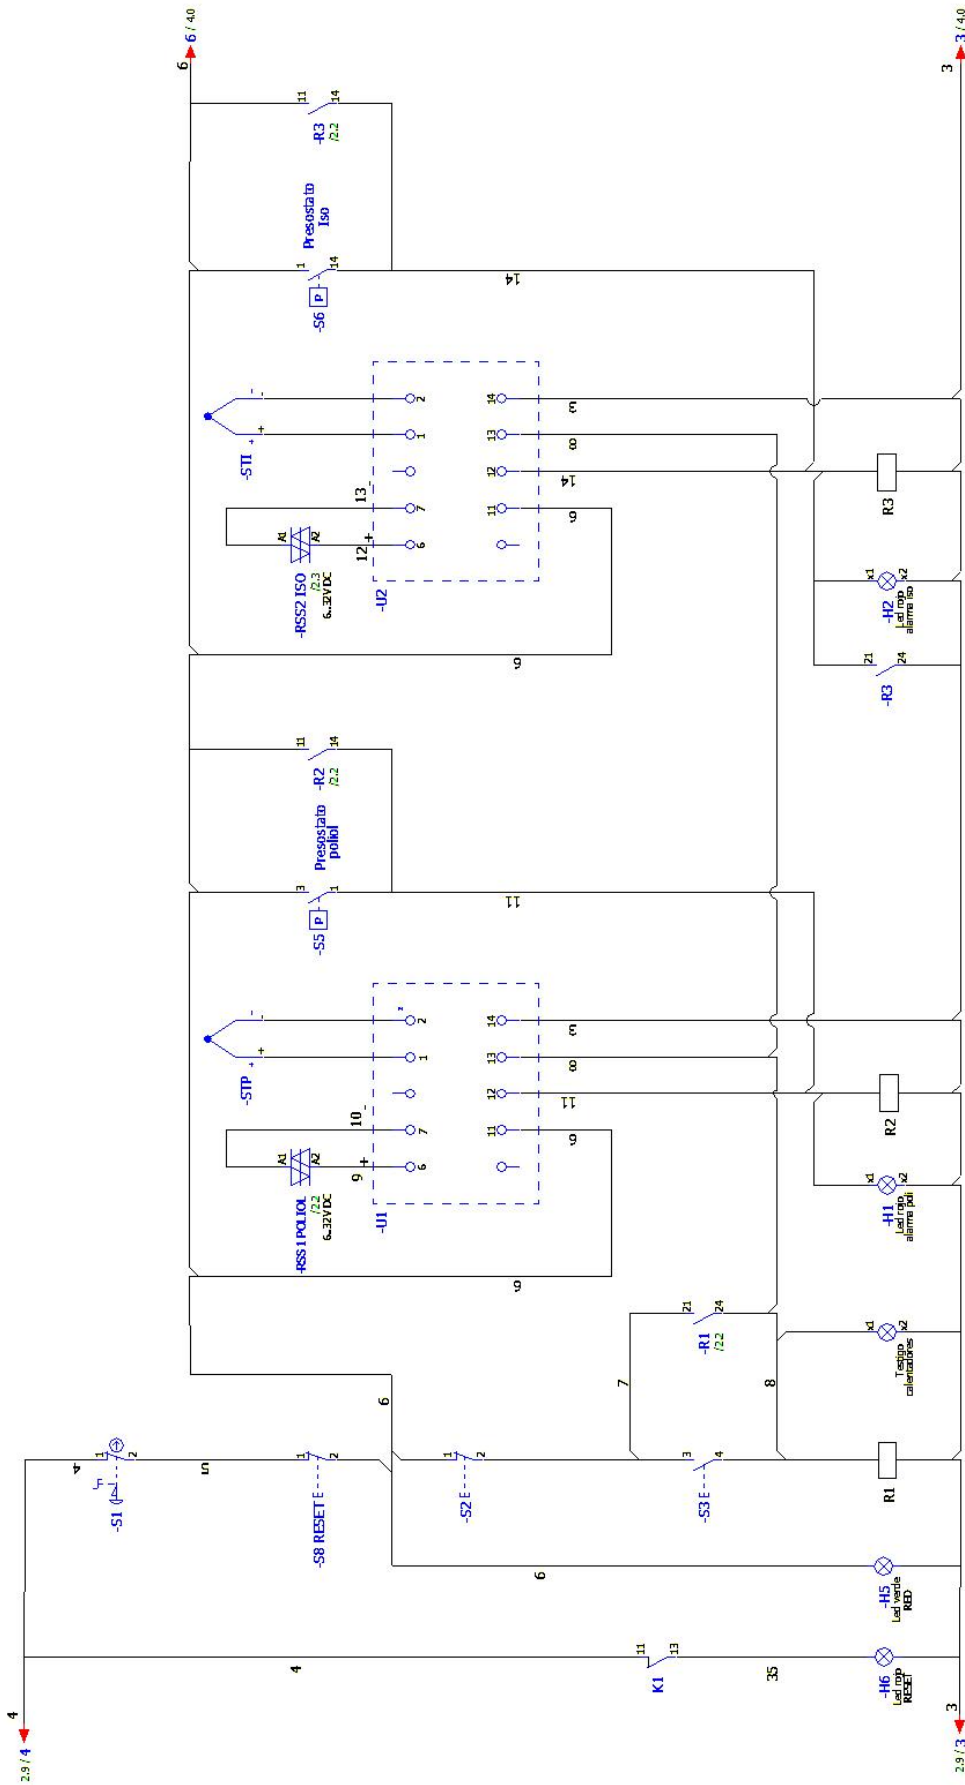 2.9 / 4
4
4
4
-S1
1
2
5
-S8 RESET
1
2
6
-S2
1
2
7
-S3
3
4
8
-R1
/2.2
21
24
R1
6
-H5
Led verde
RED
K1
11
13
35
-H6
Led rojo
RESET
2.9 / 3
3
Testigo
calentadores
x1
x2
-RSS1 POLIOL
/2.2
6..32VDC
A1
A2
9
+
10
-
-STP
+
+
-
-
-U1
6
7
1
2
11
12
13
14
6
11
8
3
6
-S5
P
3
1
Presostato
poliol
-R2
/2.2
11
14
11
-H1
Led rojo
alarma poli
x1
x2
R2
-RSS2 ISO
/2.3
6..32VDC
A1
A2
12
+
13
-
-STI
+
+
-
-
-U2
6
7
1
2
11
12
13
14
6
14
8
3
6
-S6
P
1
14
Presostato
Iso
-R3
/2.2
11
14
14
-R3
21
24
-H2
Led rojo
alarma iso
x1
x2
R3
6
6 / 4.0
3
3 / 4.0